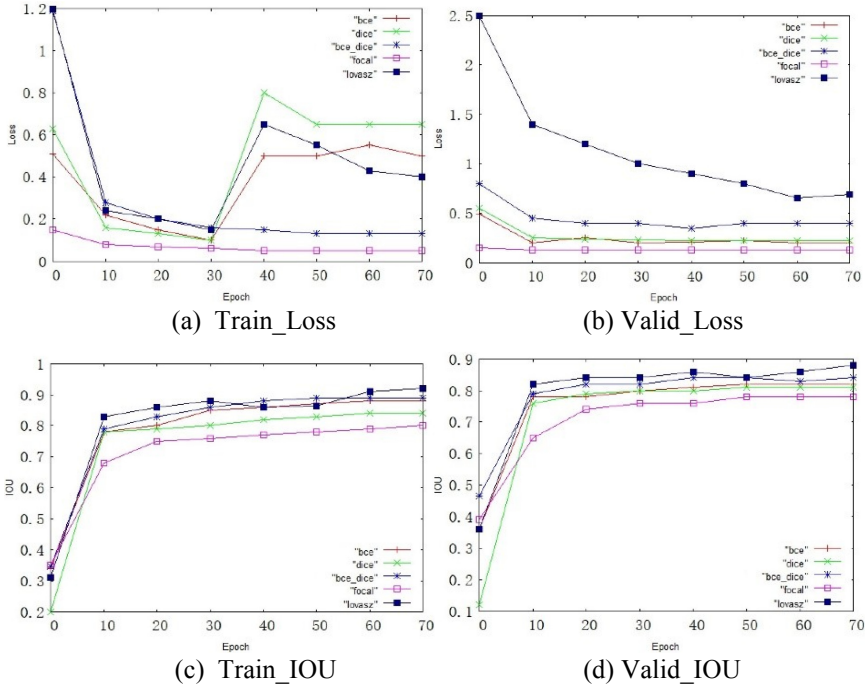 1.2
1
0.8
0.6
0.4
0.2
0
Loss
"bce"
"dice"
"bce_dice"
"focal"
"lovasz"
0 10 20 30 40 50 60 70
Epoch
(a) Train_Loss
2.5
2
1.5
1
0.5
0
Loss
"bce"
"dice"
"bce_dice"
"focal"
"lovasz"
0 10 20 30 40 50 60 70
Epoch
(b) Valid_Loss
1
0.9
0.8
0.7
0.6
0.5
0.4
0.3
0.2
IOU
"bce"
"dice"
"bce_dice"
"focal"
"lovasz"
0 10 20 30 40 50 60 70
Epoch
(c) Train_IOU
0.9
0.8
0.7
0.6
0.5
0.4
0.3
0.2
0.1
IOU
"bce"
"dice"
"bce_dice"
"focal"
"lovasz"
0 10 20 30 40 50 60 70
Epoch
(d) Valid_IOU